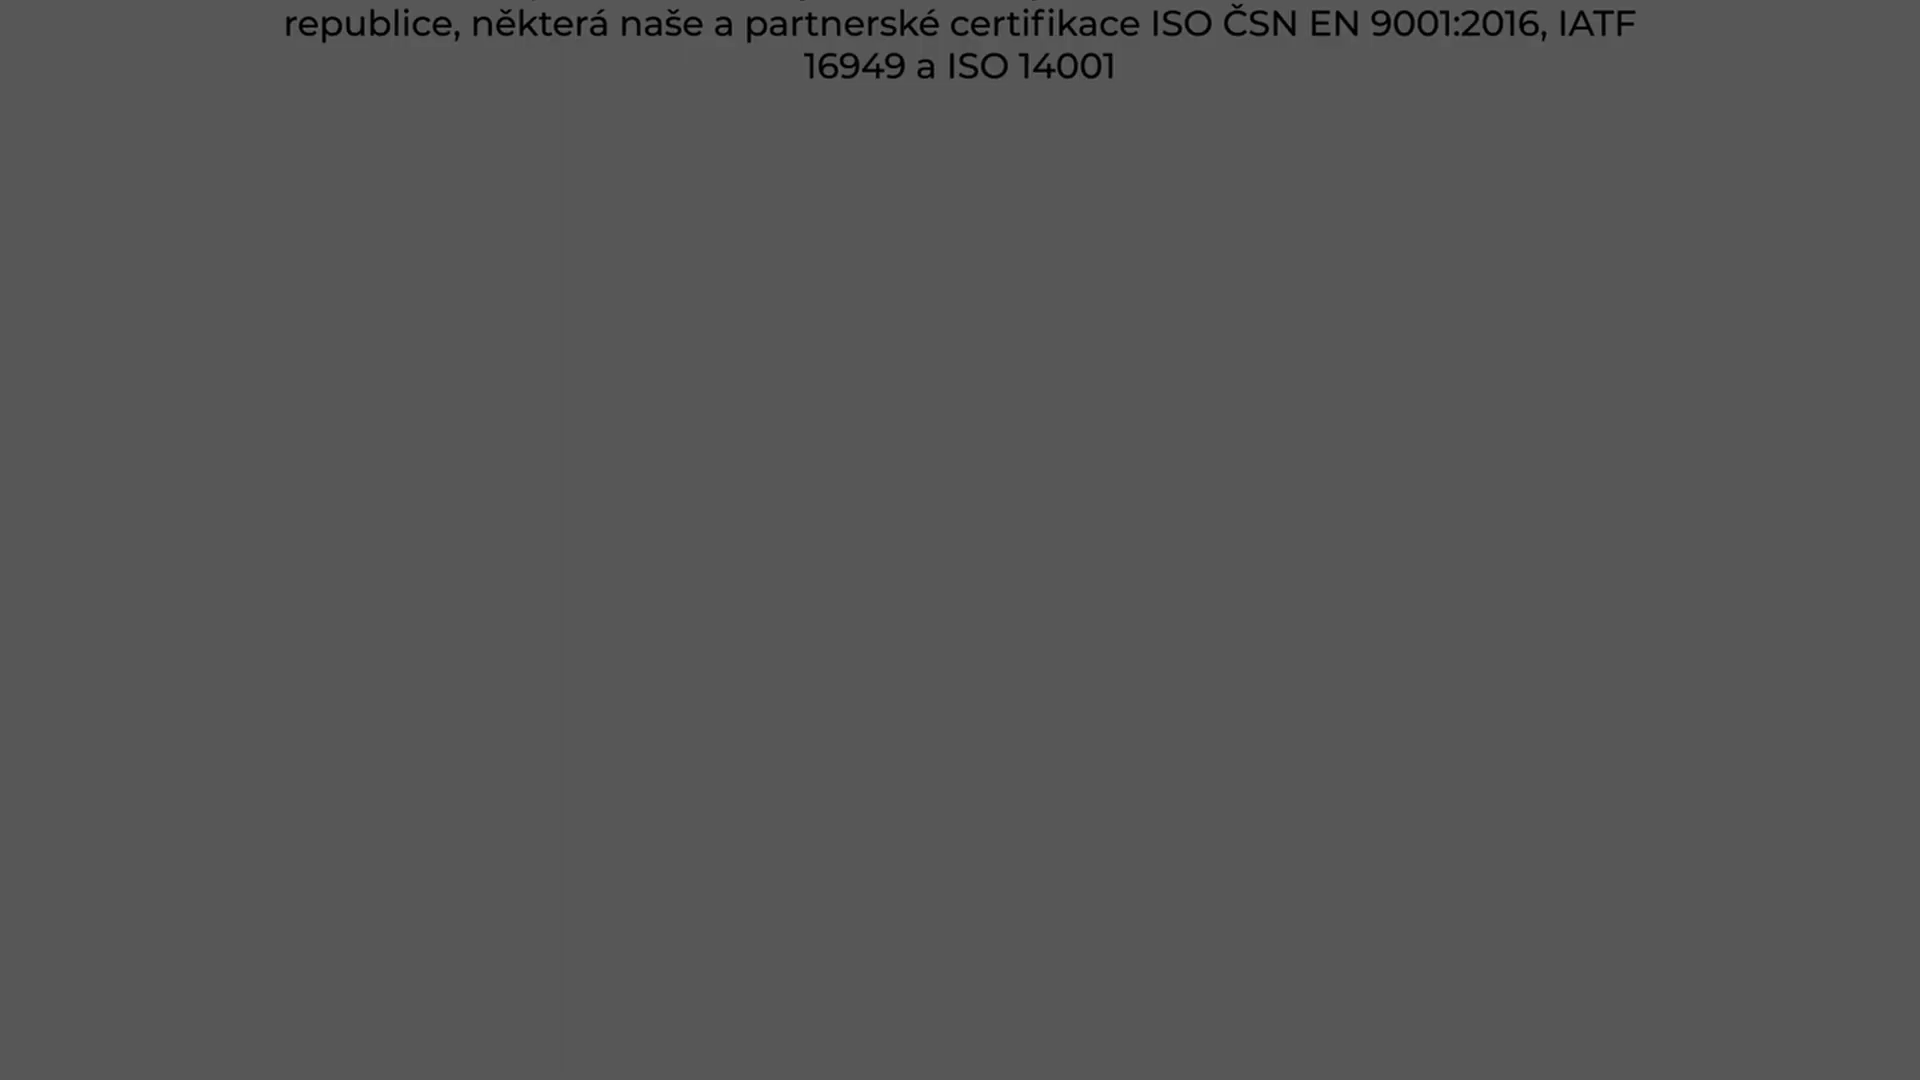 republice, některá naše a partnerské certifikace ISO ČSN EN 9001:2016, IATF
16949 a ISO 14001